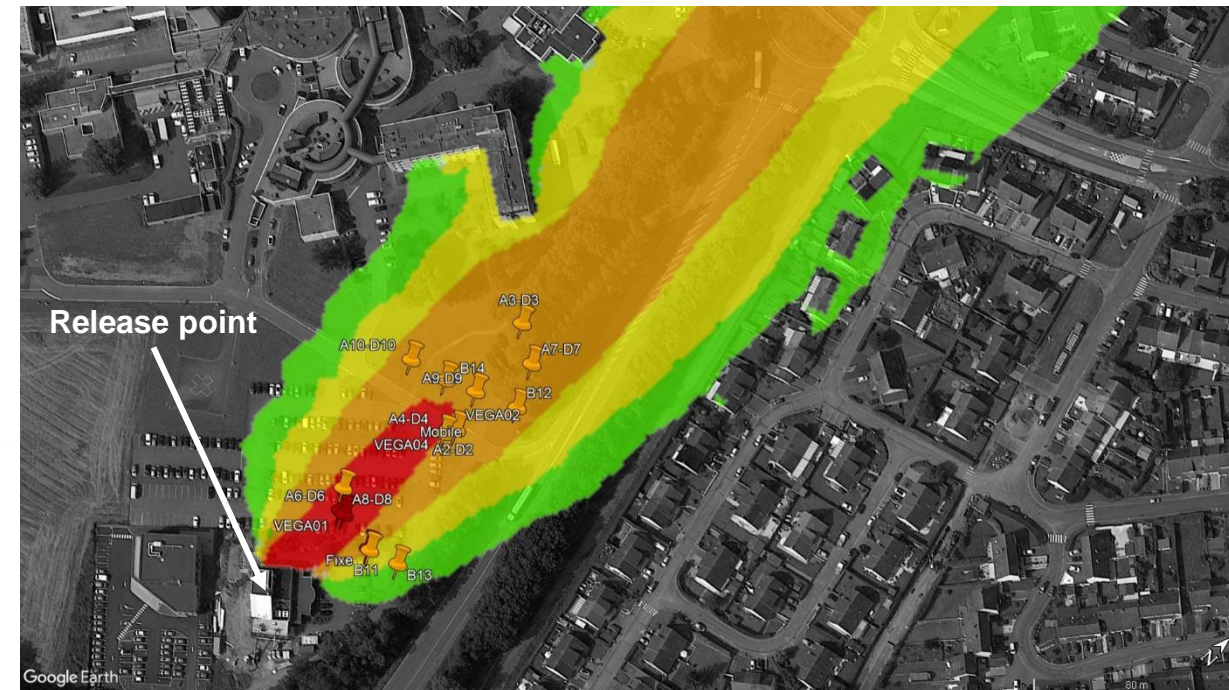 A3-D3
Release point
A10-D10
A7-D7
B14
A9-D9
B12
A4-D4
VEGA02
Mobile
VEGA04
A2-D2
A6-D6
A8-D8
VEGA01
Fixe
B11
B13
Google Earth
80 m
N